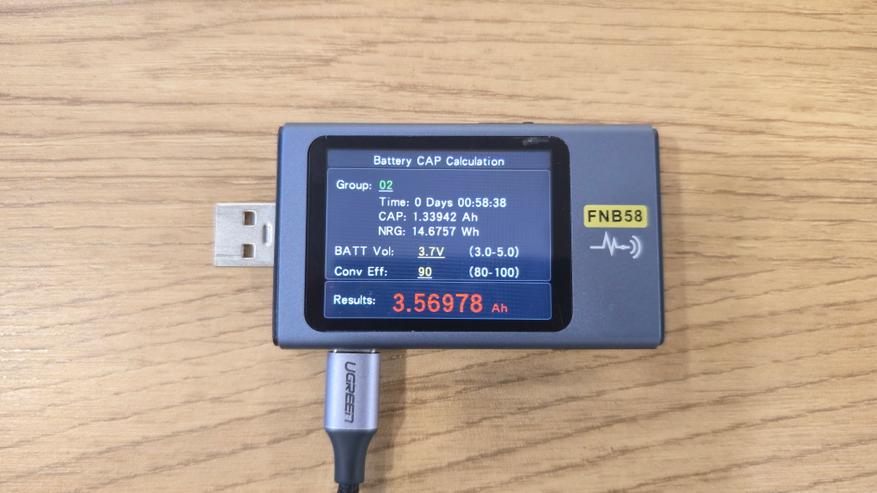 Battery CAP Calculation
Group: 02
Time: 0 Days 00:58:38
CAP: 1.33942 Ah
NRG: 14.6757 Wh
BATT Vol: 3.7V (3.0-5.0)
Conv Eff: 90 (80-100)
Results: 3.56978 Ah
FNB58
UGREEN